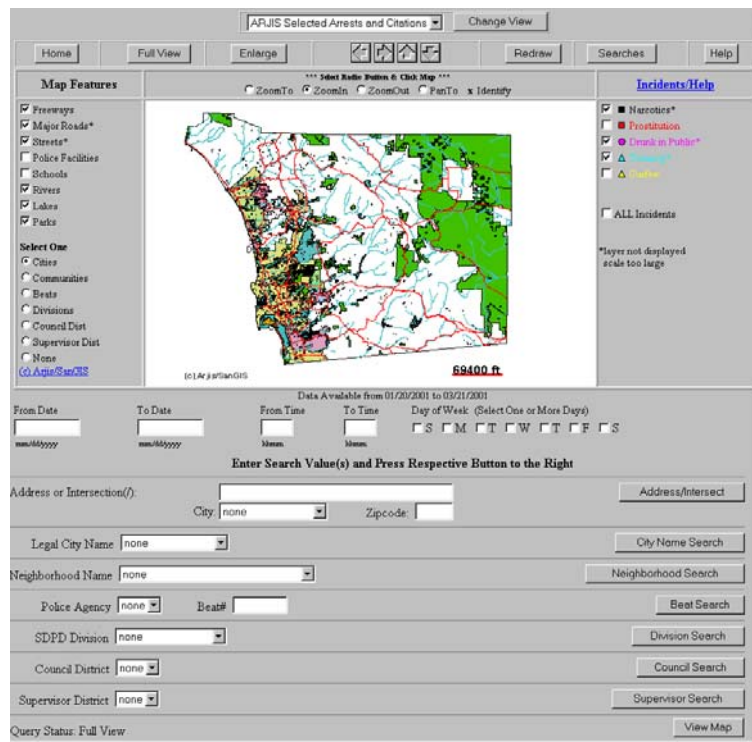 ARJIS Selected Arrests and Citations Change View
Home Full View Enlarge Redraw Searches Help
Map Features
*** Select Radio Button & Click Map ***
ZoomTo ZoomIn ZoomOut PanTo x Identify
Incidents/Help
Freeways
Major Roads*
Streets*
Police Facilities
Schools
Rivers
Lakes
Parks
Select One
Cities
Communities
Beats
Divisions
Council Dist
Supervisor Dist
None
(c) Arjis/SanGIS
(c)Arjis/SanGIS
69400 ft
Narcotics*
Prostitution
Drunk in Public*
ALL Incidents
*layer not displayed
scale too large
Data Available from 01/20/2001 to 03/21/2001
From Date To Date From Time To Time Day of Week (Select One or More Days)
S M T W T F S
mm/dd/yyyy mm/dd/yyyy
Enter Search Value(s) and Press Respective Button to the Right
Address or Intersection(/): Address/Intersect
City: none Zipcode:
Legal City Name none City Name Search
Neighborhood Name none Neighborhood Search
Police Agency none Beat# Beat Search
SDPD Division none Division Search
Council District none Council Search
Supervisor District none Supervisor Search
Query Status: Full View View Map